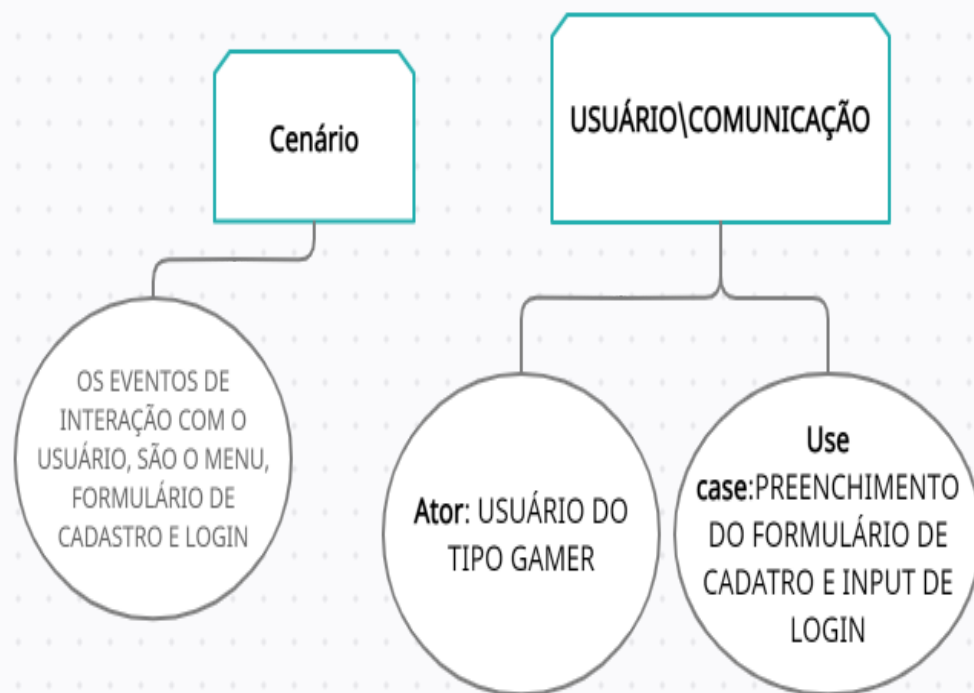 Cenário
USUÁRIO\COMUNICAÇÃO
OS EVENTOS DE
INTERAÇÃO COM O
USUÁRIO, SÃO O MENU,
FORMULÁRIO DE
CADASTRO E LOGIN
Ator: USUÁRIO DO
TIPO GAMER
Use
case:PREENCHIMENTO
DO FORMULÁRIO DE
CADATRO E INPUT DE
LOGIN